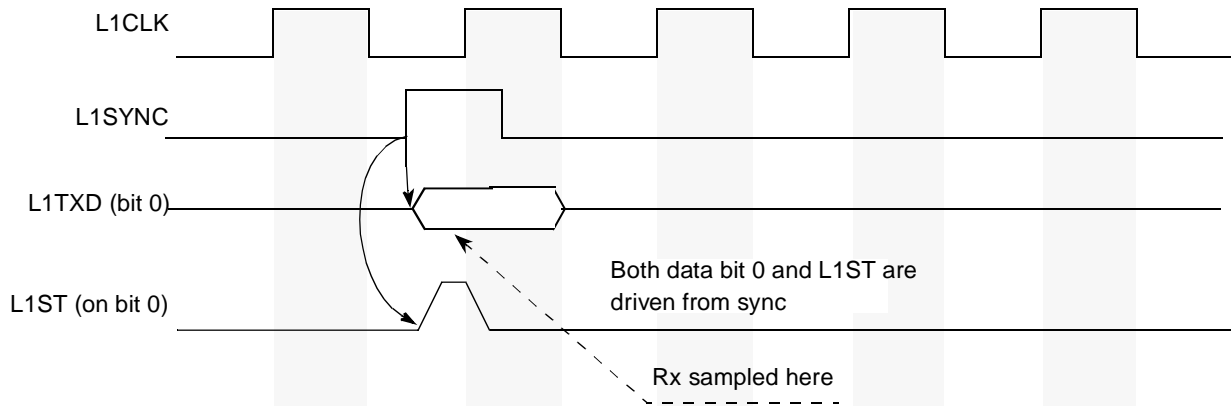 L1CLK
L1SYNC
L1TXD (bit 0)
L1ST (on bit 0)
Both data bit 0 and L1ST are
driven from sync
Rx sampled here